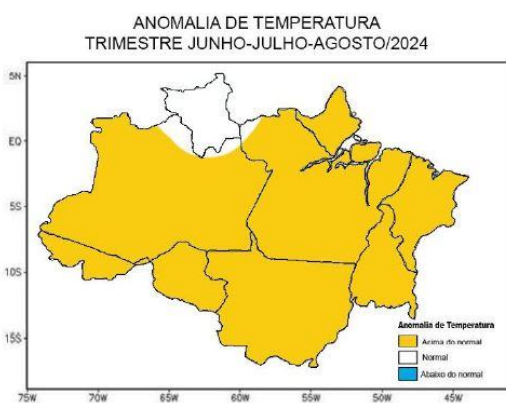 ANOMALIA DE TEMPERATURA
TRIMESTRE JUNHO-JULHO-AGOSTO/2024
5N
EQ
5S
10S
15S
75W 70W 65W 60W 55W 50W 45W
Anomalia de Temperatura
Acima do normal
Normal
Abaixo do normal